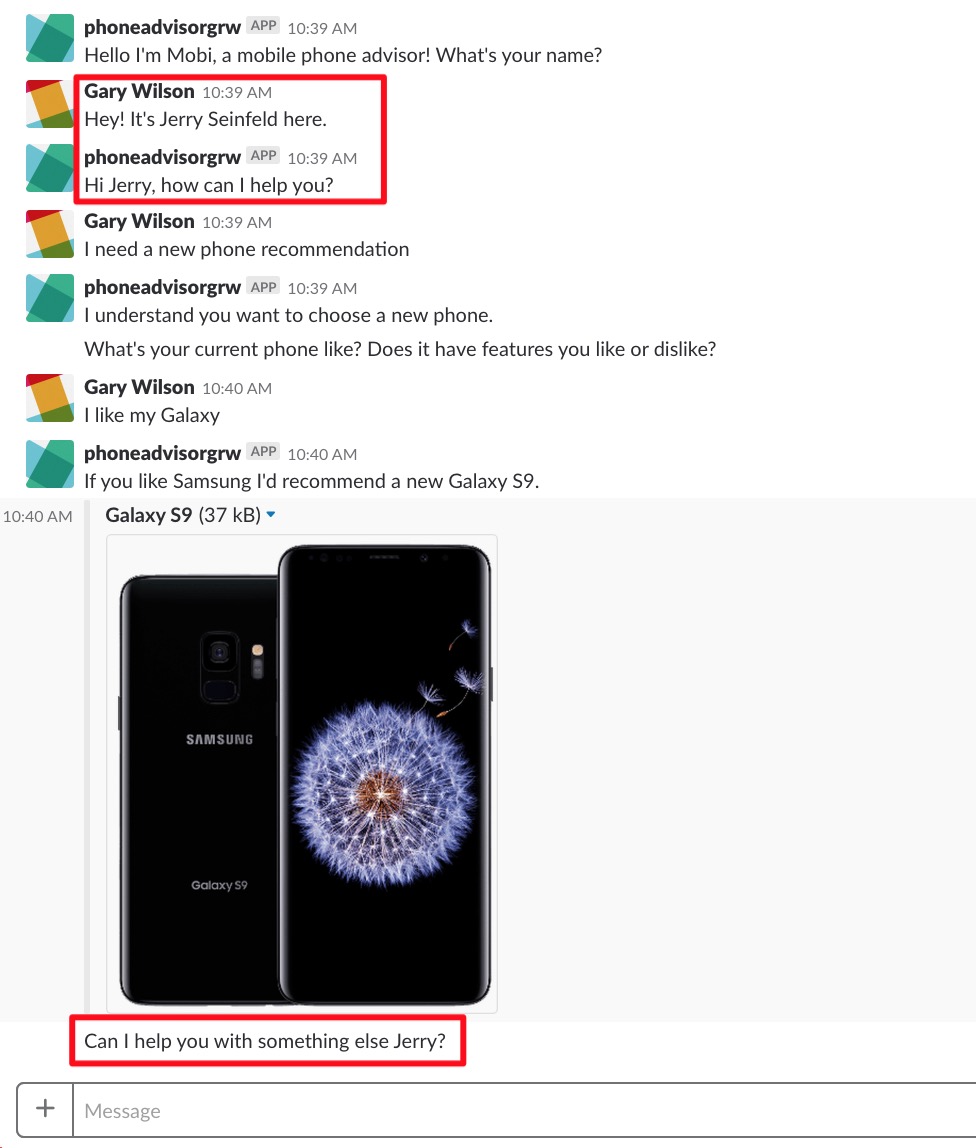 phoneadvisorgrw APP 10:39 AM
Hello I'm Mobi, a mobile phone advisor! What's your name?
Gary Wilson 10:39 AM
Hey! It's Jerry Seinfeld here.
phoneadvisorgrw APP 10:39 AM
Hi Jerry, how can I help you?
Gary Wilson 10:39 AM
I need a new phone recommendation
phoneadvisorgrw APP 10:39 AM
I understand you want to choose a new phone.
What's your current phone like? Does it have features you like or dislike?
Gary Wilson 10:40 AM
I like my Galaxy
phoneadvisorgrw APP 10:40 AM
If you like Samsung I'd recommend a new Galaxy S9.
10:40 AM Galaxy S9 (37 kB)
SAMSUNG
Galaxy S9
Can I help you with something else Jerry?
+ Message